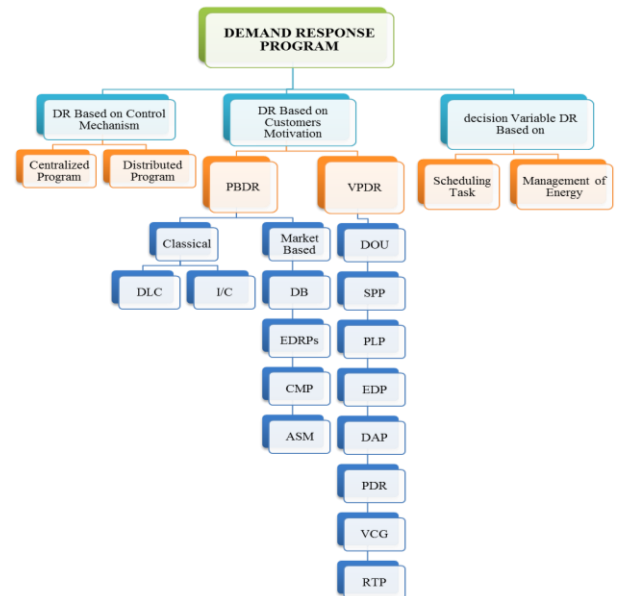 DEMAND RESPONSE
PROGRAM
DR Based on Control
Mechanism
DR Based on
Customers
Motivation
decision Variable DR
Based on
Centralized
Program
Distributed
Program
PBDR
VPDR
Scheduling
Task
Management of
Energy
Classical
Market
Based
DOU
DLC
I/C
DB
SPP
EDRPs
PLP
CMP
EDP
ASM
DAP
PDR
VCG
RTP